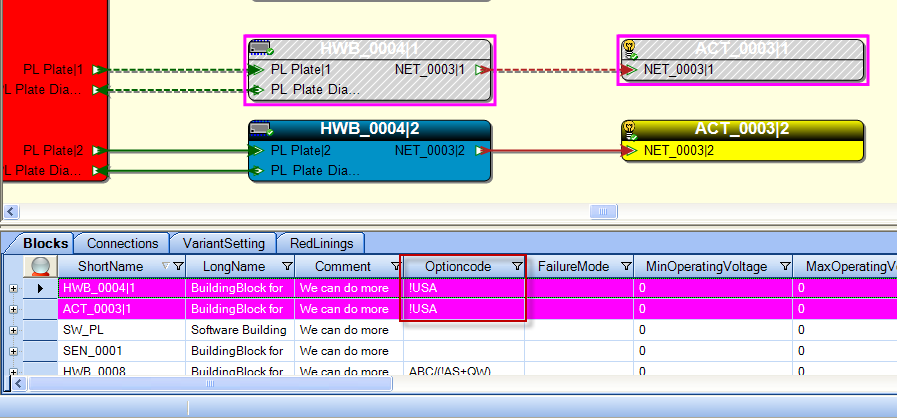 HWB_0004|1 ACT_0003|1
PL Plate|1 PL Plate|1 NET_0003|1 NET_0003|1
PL Plate Dia... PL Plate Dia...
HWB_0004|2 ACT_0003|2
PL Plate|2 PL Plate|2 NET_0003|2 NET_0003|2
PL Plate Dia... PL Plate Dia...
Blocks Connections VariantSetting RedLinings
ShortName LongName Comment Optioncode FailureMode MinOperatingVoltage MaxOperatingV
HWB_0004|1 BuildingBlock for We can do more !USA 0 0
ACT_0003|1 BuildingBlock for We can do more !USA 0 0
SW_PL Software Building We can do more 0 0
SEN_0001 BuildingBlock for We can do more 0 0
HWB_0008 BuildingBlock for We can do more ABC/(!AS+QW) 0 0